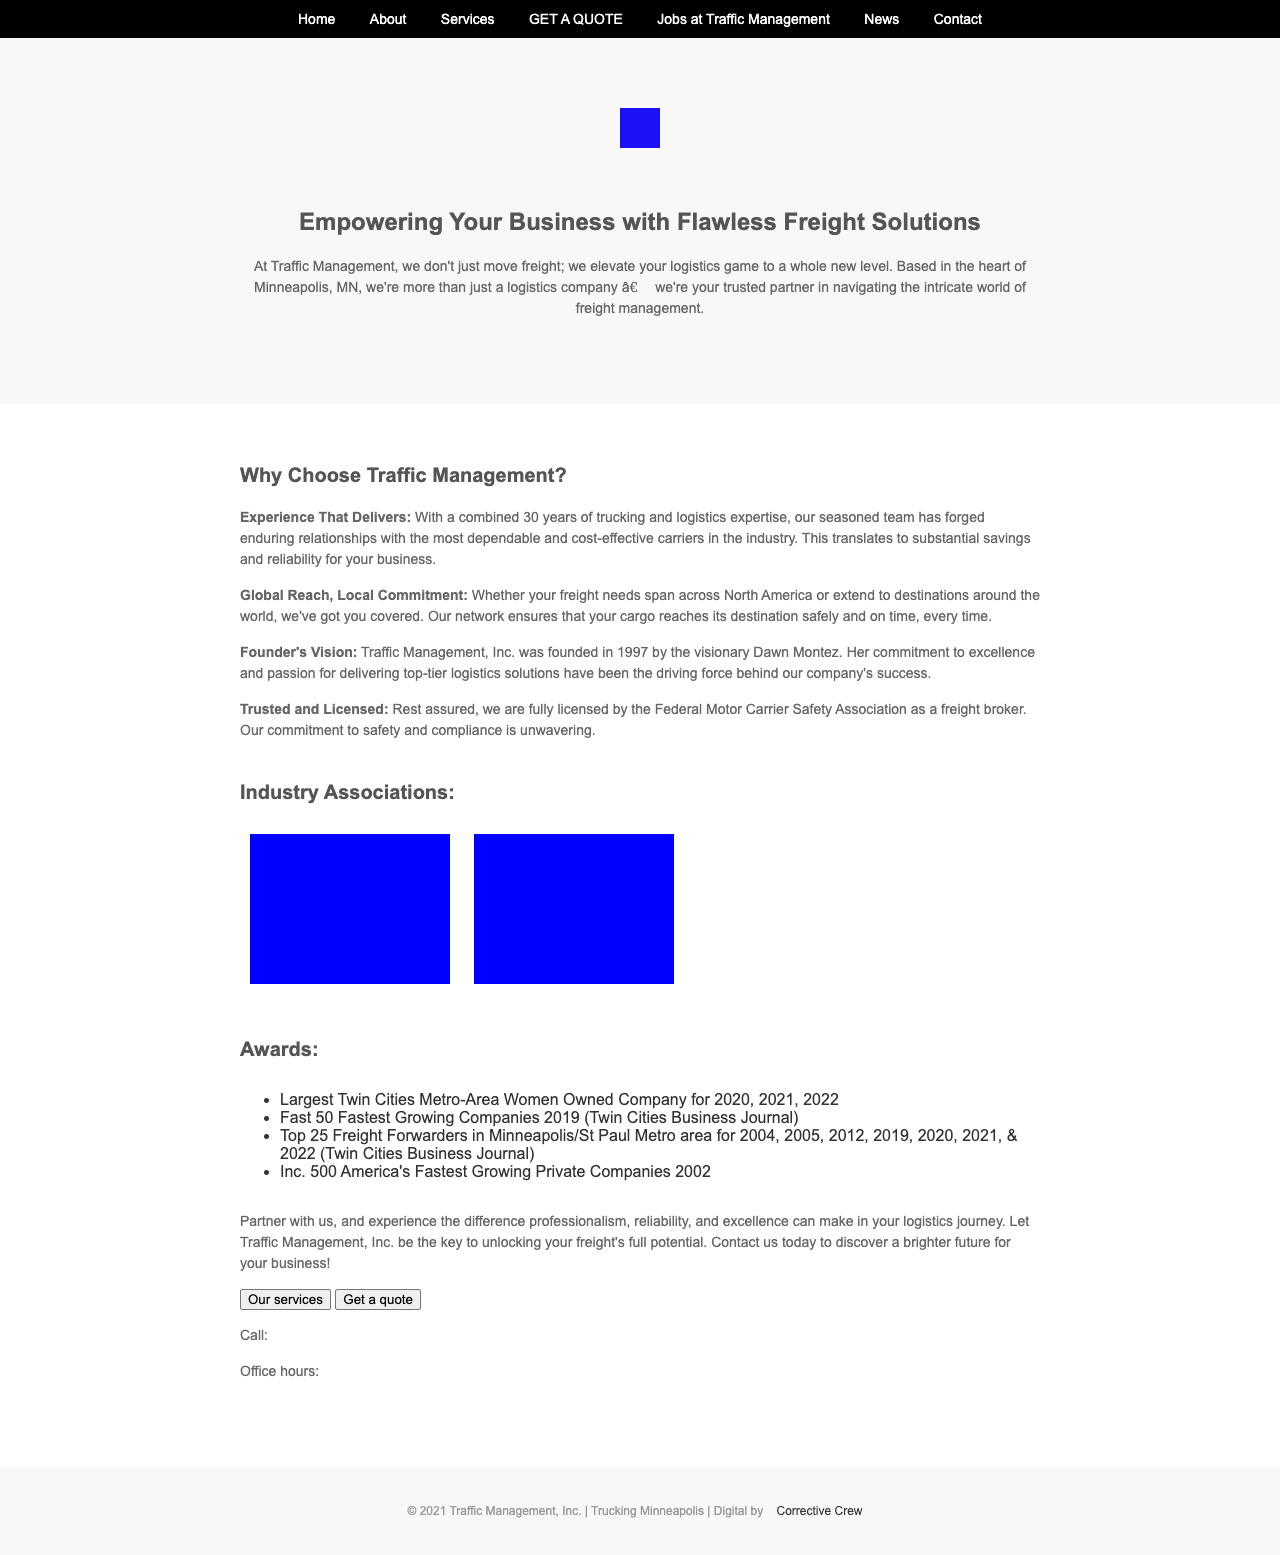 Home About Services GET A QUOTE Jobs at Traffic Management News Contact
Empowering Your Business with Flawless Freight Solutions
At Traffic Management, we don't just move freight; we elevate your logistics game to a whole new level. Based in the heart of
Minneapolis, MN, we're more than just a logistics company â€ we're your trusted partner in navigating the intricate world of
freight management.
Why Choose Traffic Management?
Experience That Delivers: With a combined 30 years of trucking and logistics expertise, our seasoned team has forged
enduring relationships with the most dependable and cost-effective carriers in the industry. This translates to substantial savings
and reliability for your business.
Global Reach, Local Commitment: Whether your freight needs span across North America or extend to destinations around the
world, we've got you covered. Our network ensures that your cargo reaches its destination safely and on time, every time.
Founder's Vision: Traffic Management, Inc. was founded in 1997 by the visionary Dawn Montez. Her commitment to excellence
and passion for delivering top-tier logistics solutions have been the driving force behind our company's success.
Trusted and Licensed: Rest assured, we are fully licensed by the Federal Motor Carrier Safety Association as a freight broker.
Our commitment to safety and compliance is unwavering.
Industry Associations:
Awards:
• Largest Twin Cities Metro-Area Women Owned Company for 2020, 2021, 2022
• Fast 50 Fastest Growing Companies 2019 (Twin Cities Business Journal)
• Top 25 Freight Forwarders in Minneapolis/St Paul Metro area for 2004, 2005, 2012, 2019, 2020, 2021, &
2022 (Twin Cities Business Journal)
• Inc. 500 America's Fastest Growing Private Companies 2002
Partner with us, and experience the difference professionalism, reliability, and excellence can make in your logistics journey. Let
Traffic Management, Inc. be the key to unlocking your freight's full potential. Contact us today to discover a brighter future for
your business!
Our services Get a quote
Call:
Office hours:
© 2021 Traffic Management, Inc. | Trucking Minneapolis | Digital by Corrective Crew